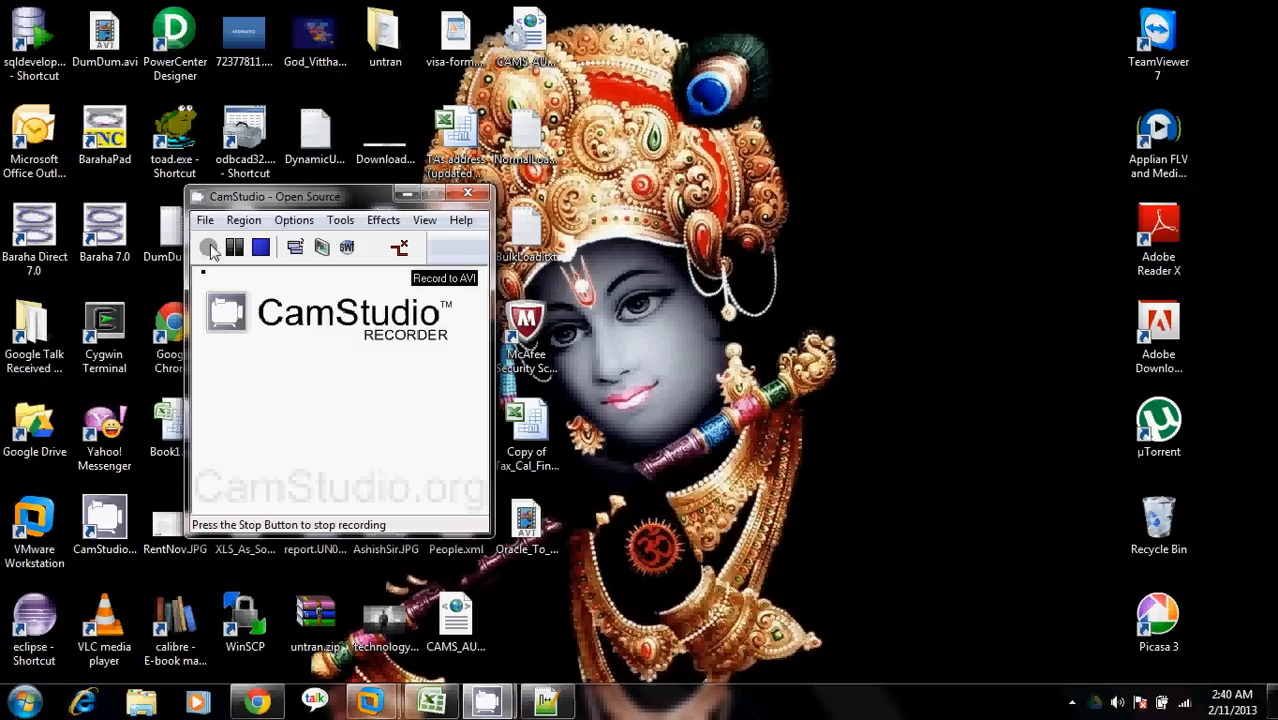 sqldevelop... - Shortcut
DumDum.avi
PowerCenter Designer
72377811....
God_Vittha...
untran
visa-form...
CAMS_AU...
TeamViewer 7
Microsoft Office Outl...
BarahaPad
toad.exe - Shortcut
odbcad32.... - Shortcut
DynamicU...
Download...
TAs address (updated ...
NormalLoa...
Applian FLV and Medi...
CamStudio - Open Source
File Region Options Tools Effects View Help
Record to AVI
CamStudio™
RECORDER
CamStudio.org
Press the Stop Button to stop recording
Baraha Direct 7.0
Baraha 7.0
DumDu
BulkLoad.txt
Adobe Reader X
Google Talk Received ...
Cygwin Terminal
Goog
Chro
McAfee Security Sc...
Adobe Downlo...
Google Drive
Yahoo! Messenger
Book1
Copy of Tax_Cal_Fin...
µTorrent
VMware Workstation
CamStudio...
RentNov.JPG
XLS_As_So...
report.UN0...
AshishSir.JPG
People.xml
Oracle_To_...
Recycle Bin
eclipse - Shortcut
VLC media player
calibre - E-book ma...
WinSCP
untran.zip
technology...
CAMS_AU...
Picasa 3
talk
2:40 AM
2/11/2013